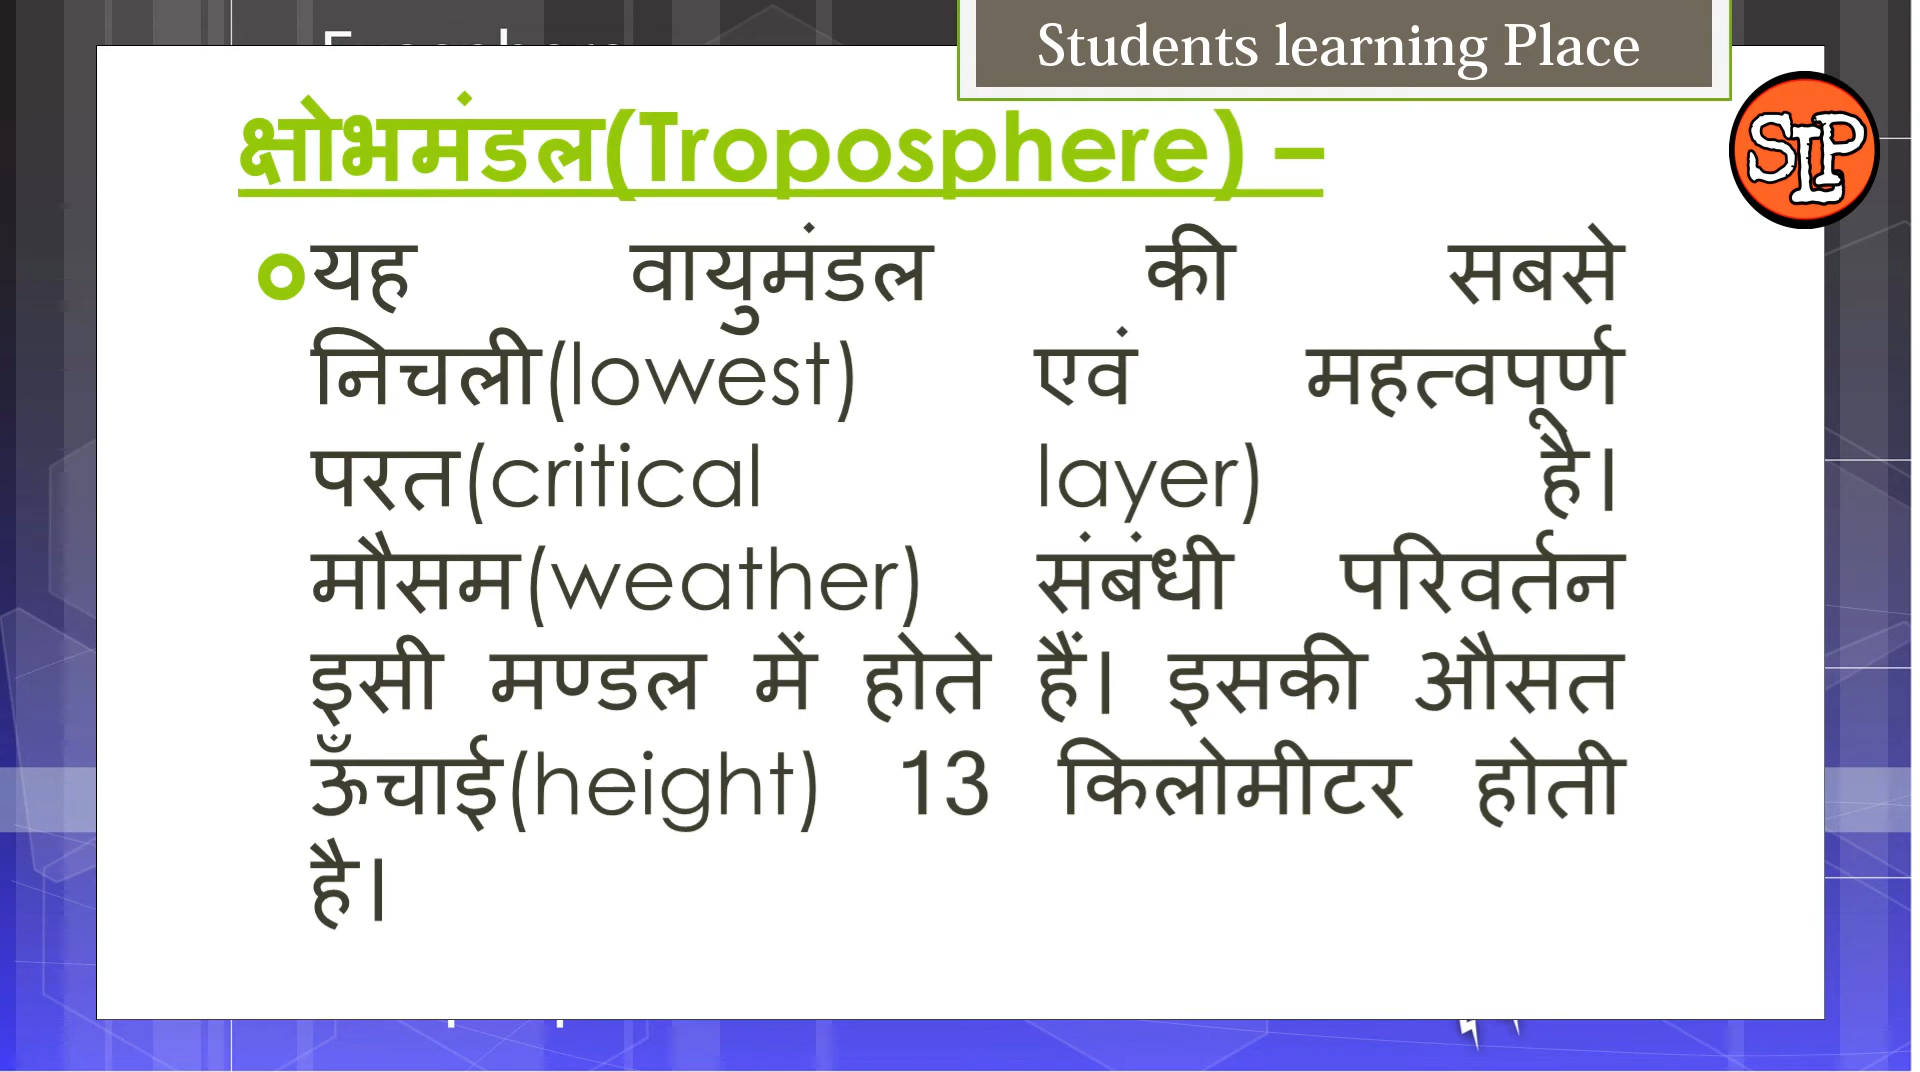 Students learning Place
SLP
क्षोभमंडल(Troposphere) –
यह वायुमंडल की सबसे
निचली(lowest) एवं महत्वपूर्ण
परत(critical layer) है।
मौसम(weather) संबंधी परिवर्तन
इसी मण्डल में होते हैं। इसकी औसत
ऊँचाई(height) 13 किलोमीटर होती
है।